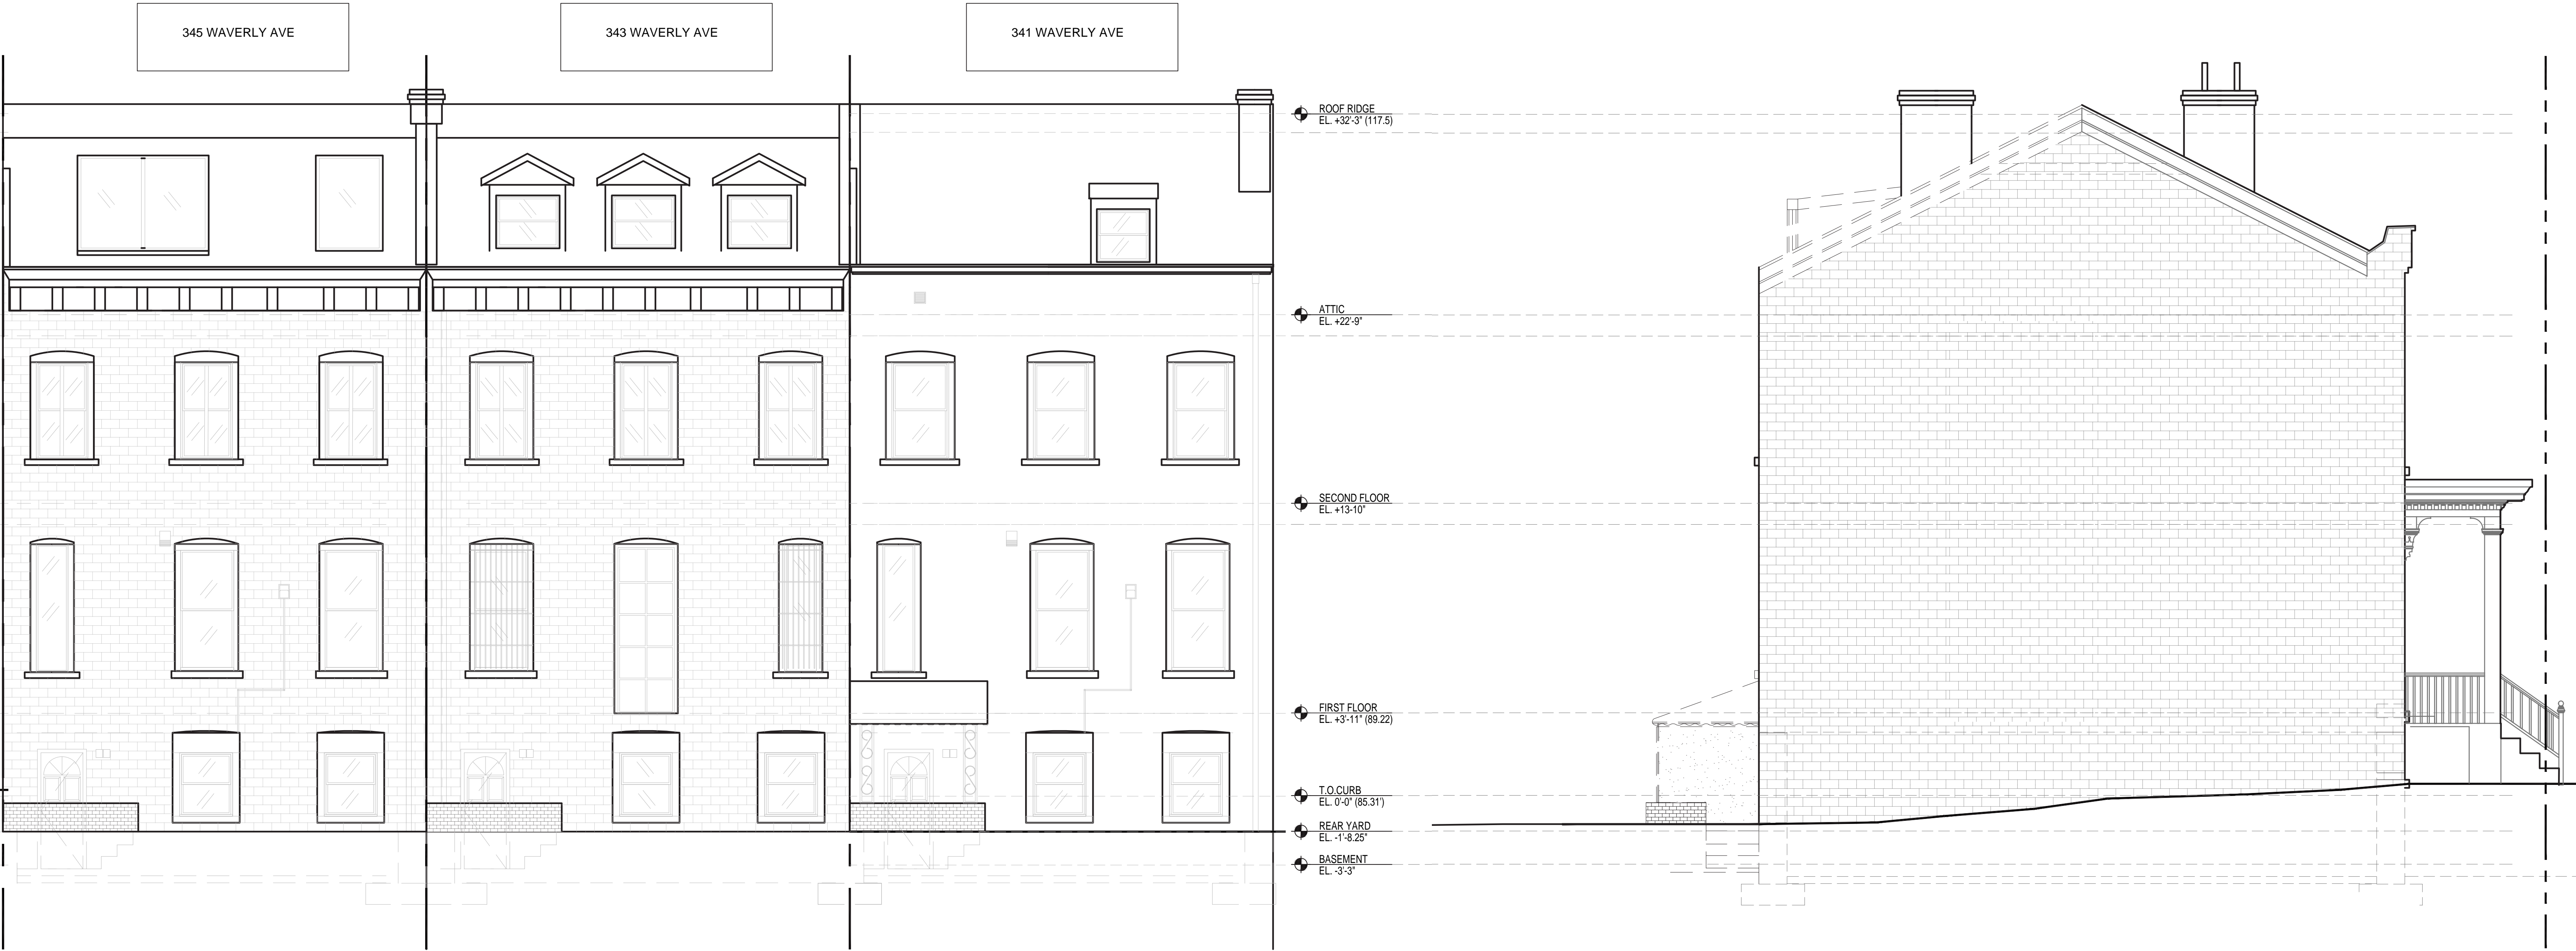 345 WAVERLY AVE
343 WAVERLY AVE
341 WAVERLY AVE
ROOF RIDGE
EL. +32'-3" (117.5)
ATTIC
EL. +22'-9"
SECOND FLOOR
EL. +13-10"
FIRST FLOOR
EL. +3'-11" (89.22)
T.O.CURB
EL. 0'-0" (85.31')
REAR YARD
EL. -1'-8.25"
BASEMENT
EL. -3'-3"